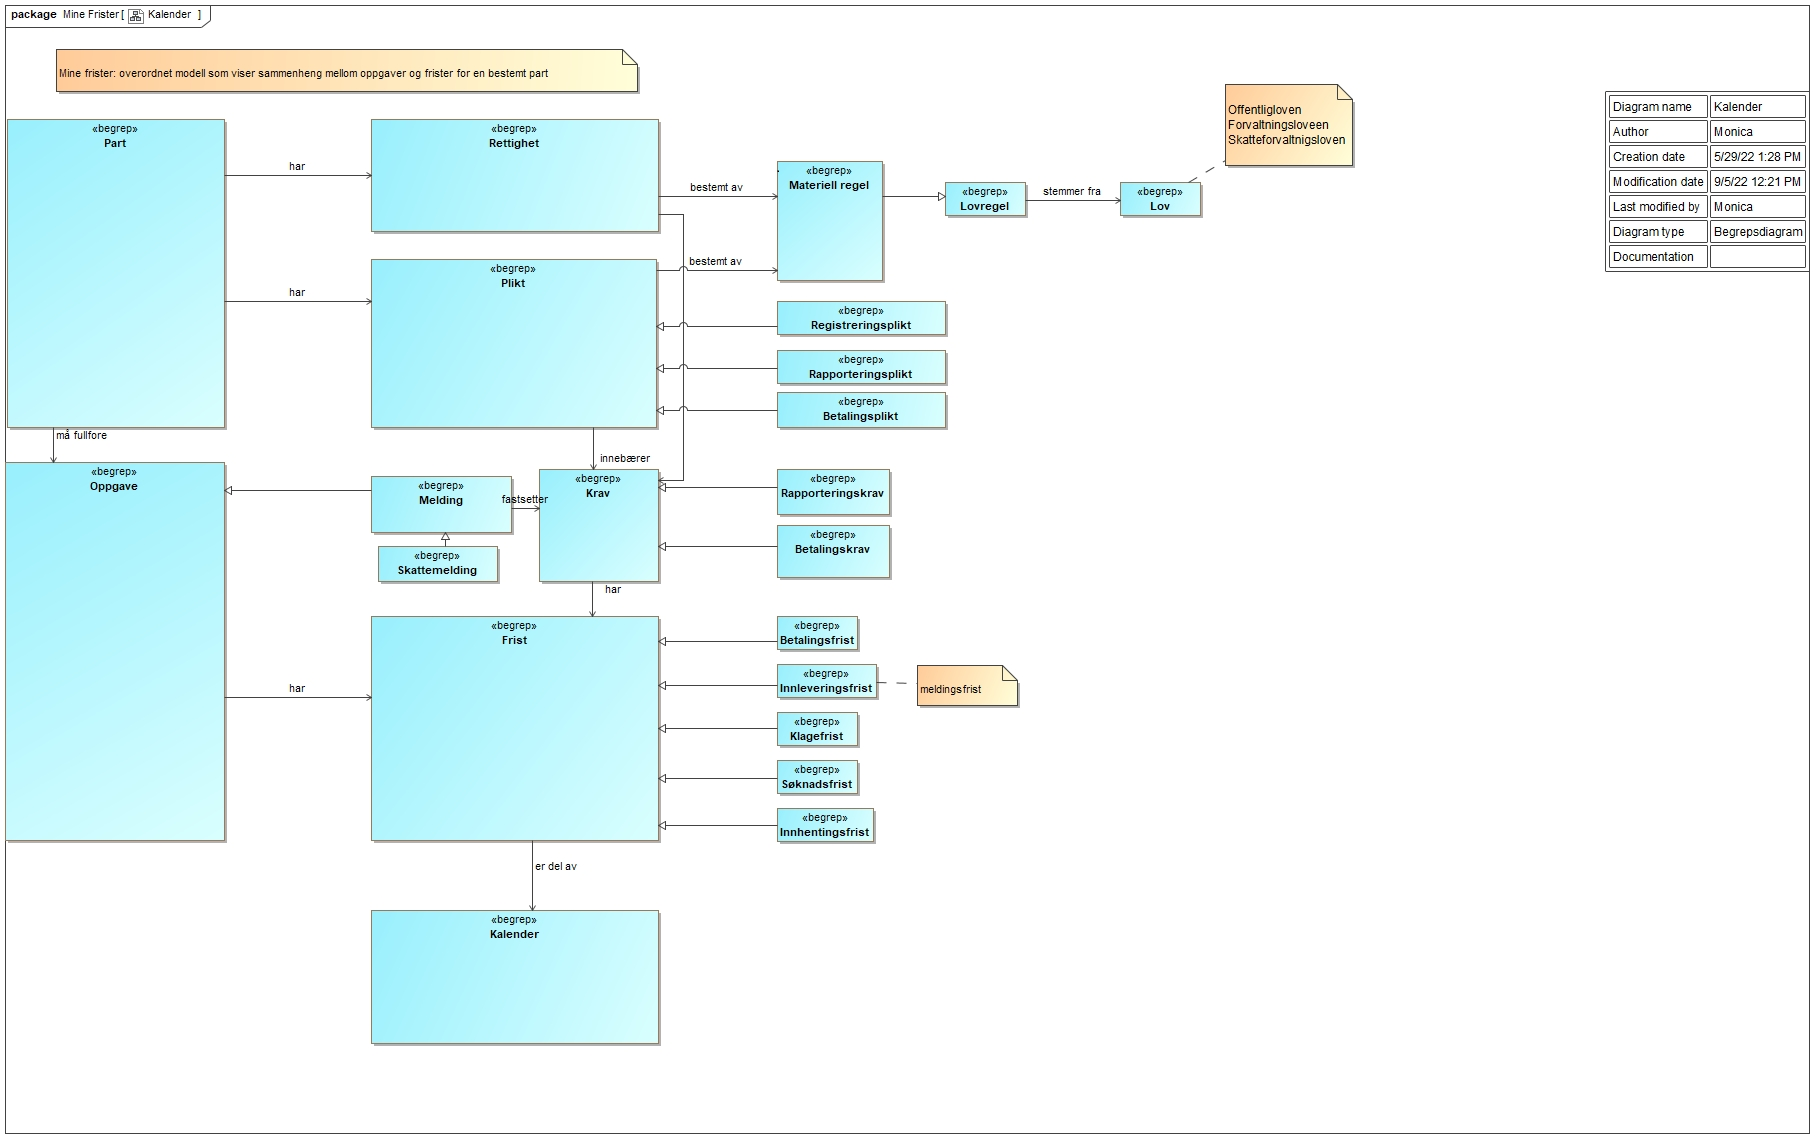 package Mine Frister [ Kalender ]
Mine frister: overordnet modell som viser sammenheng mellom oppgaver og frister for en bestemt part
Offentligloven
Forvaltningsloveen
Skatteforvaltnigsloven
Diagram name Kalender
Author Monica
Creation date 5/29/22 1:28 PM
Modification date 9/5/22 12:21 PM
Last modified by Monica
Diagram type Begrepsdiagram
Documentation
«begrep»
Part
har
«begrep»
Rettighet
bestemt av
«begrep»
Materiell regel
«begrep»
Lovregel
stemmer fra
«begrep»
Lov
har
«begrep»
Plikt
bestemt av
«begrep»
Registreringsplikt
«begrep»
Rapporteringsplikt
«begrep»
Betalingsplikt
må fullfore
innebærer
«begrep»
Oppgave
«begrep»
Melding
fastsetter
«begrep»
Krav
«begrep»
Rapporteringskrav
«begrep»
Skattemelding
«begrep»
Betalingskrav
har
har
«begrep»
Frist
«begrep»
Betalingsfrist
«begrep»
Innleveringsfrist
meldingsfrist
«begrep»
Klagefrist
«begrep»
Søknadsfrist
«begrep»
Innhentingsfrist
er del av
«begrep»
Kalender